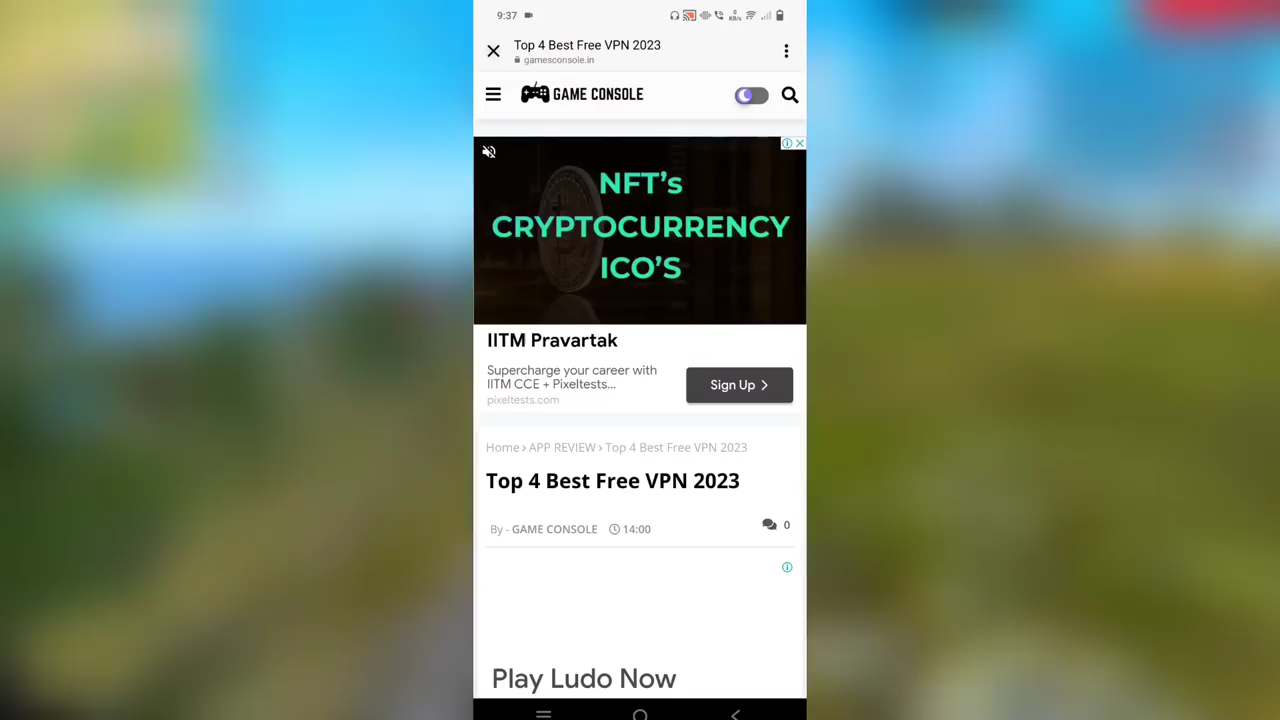 9:37
0
KB/s
Top 4 Best Free VPN 2023
gamesconsole.in
GAME CONSOLE
NFT's
CRYPTOCURRENCY
ICO'S
IITM Pravartak
Supercharge your career with
IITM CCE + Pixeltests...
pixeltests.com
Sign Up
Home › APP REVIEW › Top 4 Best Free VPN 2023
Top 4 Best Free VPN 2023
By - GAME CONSOLE 14:00
0
Play Ludo Now